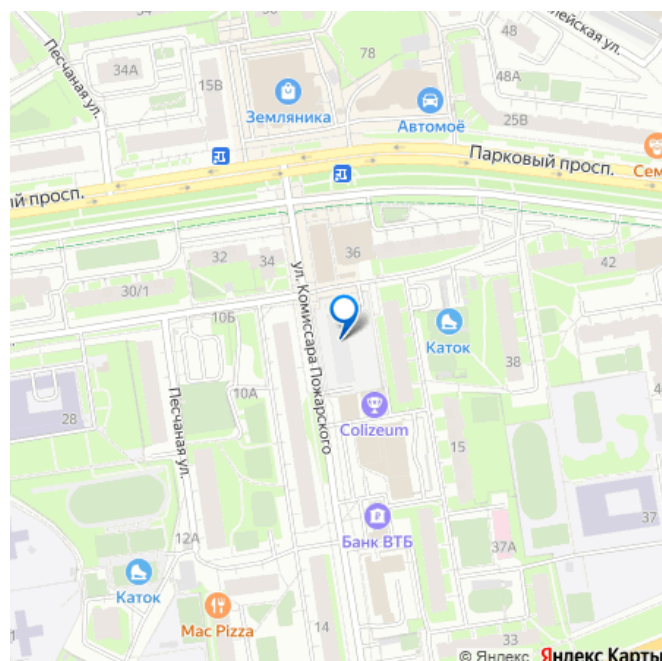 48
78
Песчаная ул.
34А
15В
48А
Земляника
Автомоё
25В
Парковый просп.
Сем
й просп.
32
34
36
42
30/1
ул. Комиссара Пожарского
10Б
Каток
38
10А
28
Песчаная ул.
Colizeum
15
37
12А
Банк ВТБ
37А
Каток
Mac Pizza
14
33
© Яндекс Яндекс Карты